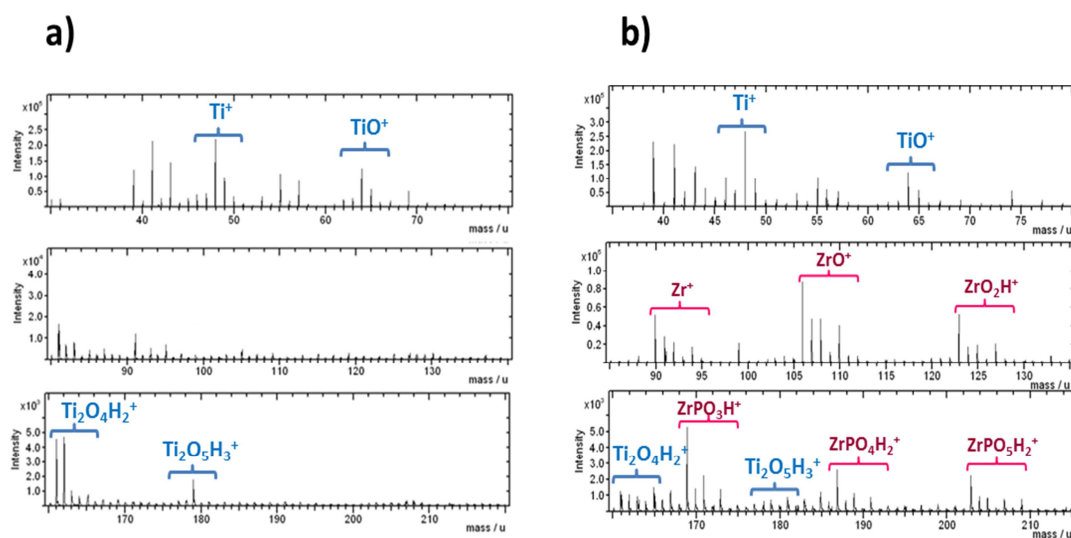 a)
x10⁵
Intensity
2.5
2.0
1.5
1.0
0.5
Ti⁺
TiO⁺
40
50
60
70
mass / u
x10⁴
Intensity
4.0
3.0
2.0
1.0
90
100
110
120
130
mass / u
x10³
Intensity
5.0
4.0
3.0
2.0
1.0
Ti₂O₄H₂⁺
Ti₂O₅H₃⁺
170
180
190
200
210
mass / u
b)
x10⁵
Intensity
3.0
2.5
2.0
1.5
1.0
0.5
Ti⁺
TiO⁺
40
45
50
55
60
65
70
75
mass / u
x10⁵
Intensity
1.0
0.8
0.6
0.4
0.2
Zr⁺
ZrO⁺
ZrO₂H⁺
90
95
100
105
110
115
120
125
130
mass / u
x10³
Intensity
5.0
4.0
3.0
2.0
1.0
Ti₂O₄H₂⁺
ZrPO₃H⁺
Ti₂O₅H₃⁺
ZrPO₄H₂⁺
ZrPO₅H₂⁺
170
180
190
200
210
mass / u